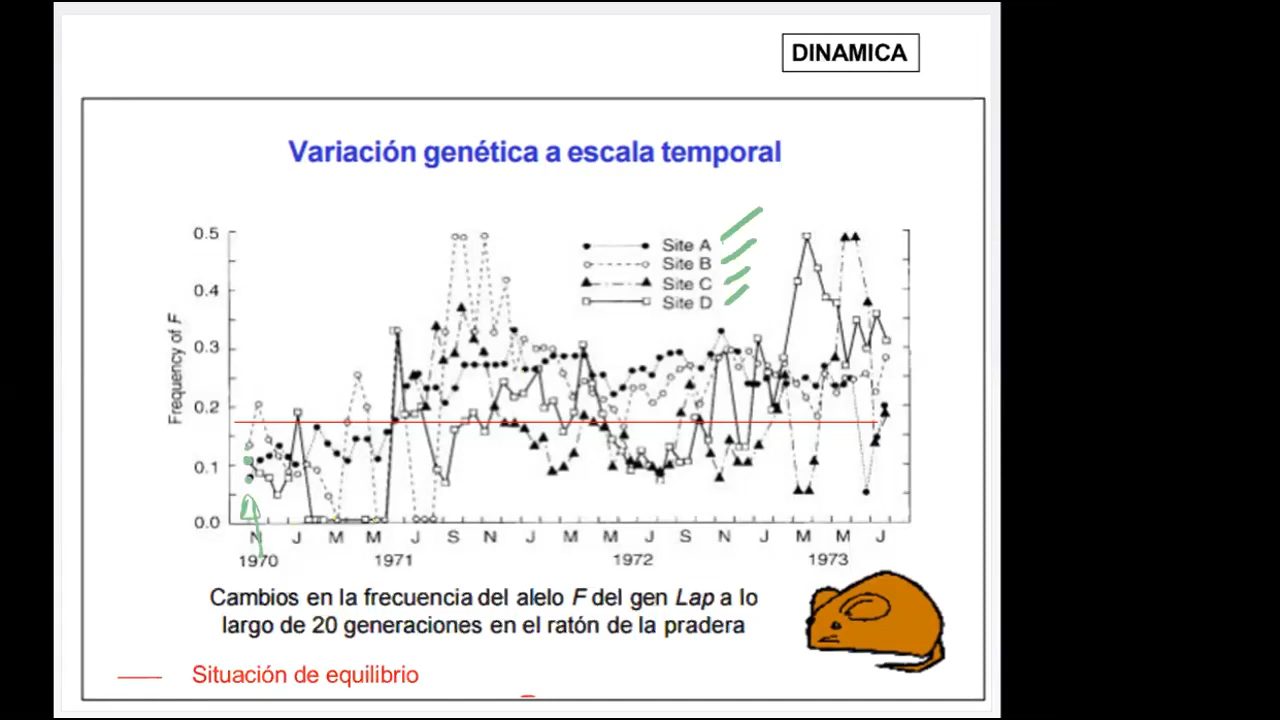 DINAMICA
Variación genética a escala temporal
Frequency of F
0.5
0.4
0.3
0.2
0.1
0.0
Site A
Site B
Site C
Site D
N J M M J S N J M M J S N J M M J
1970 1971 1972 1973
Cambios en la frecuencia del alelo F del gen Lap a lo
largo de 20 generaciones en el ratón de la pradera
Situación de equilibrio